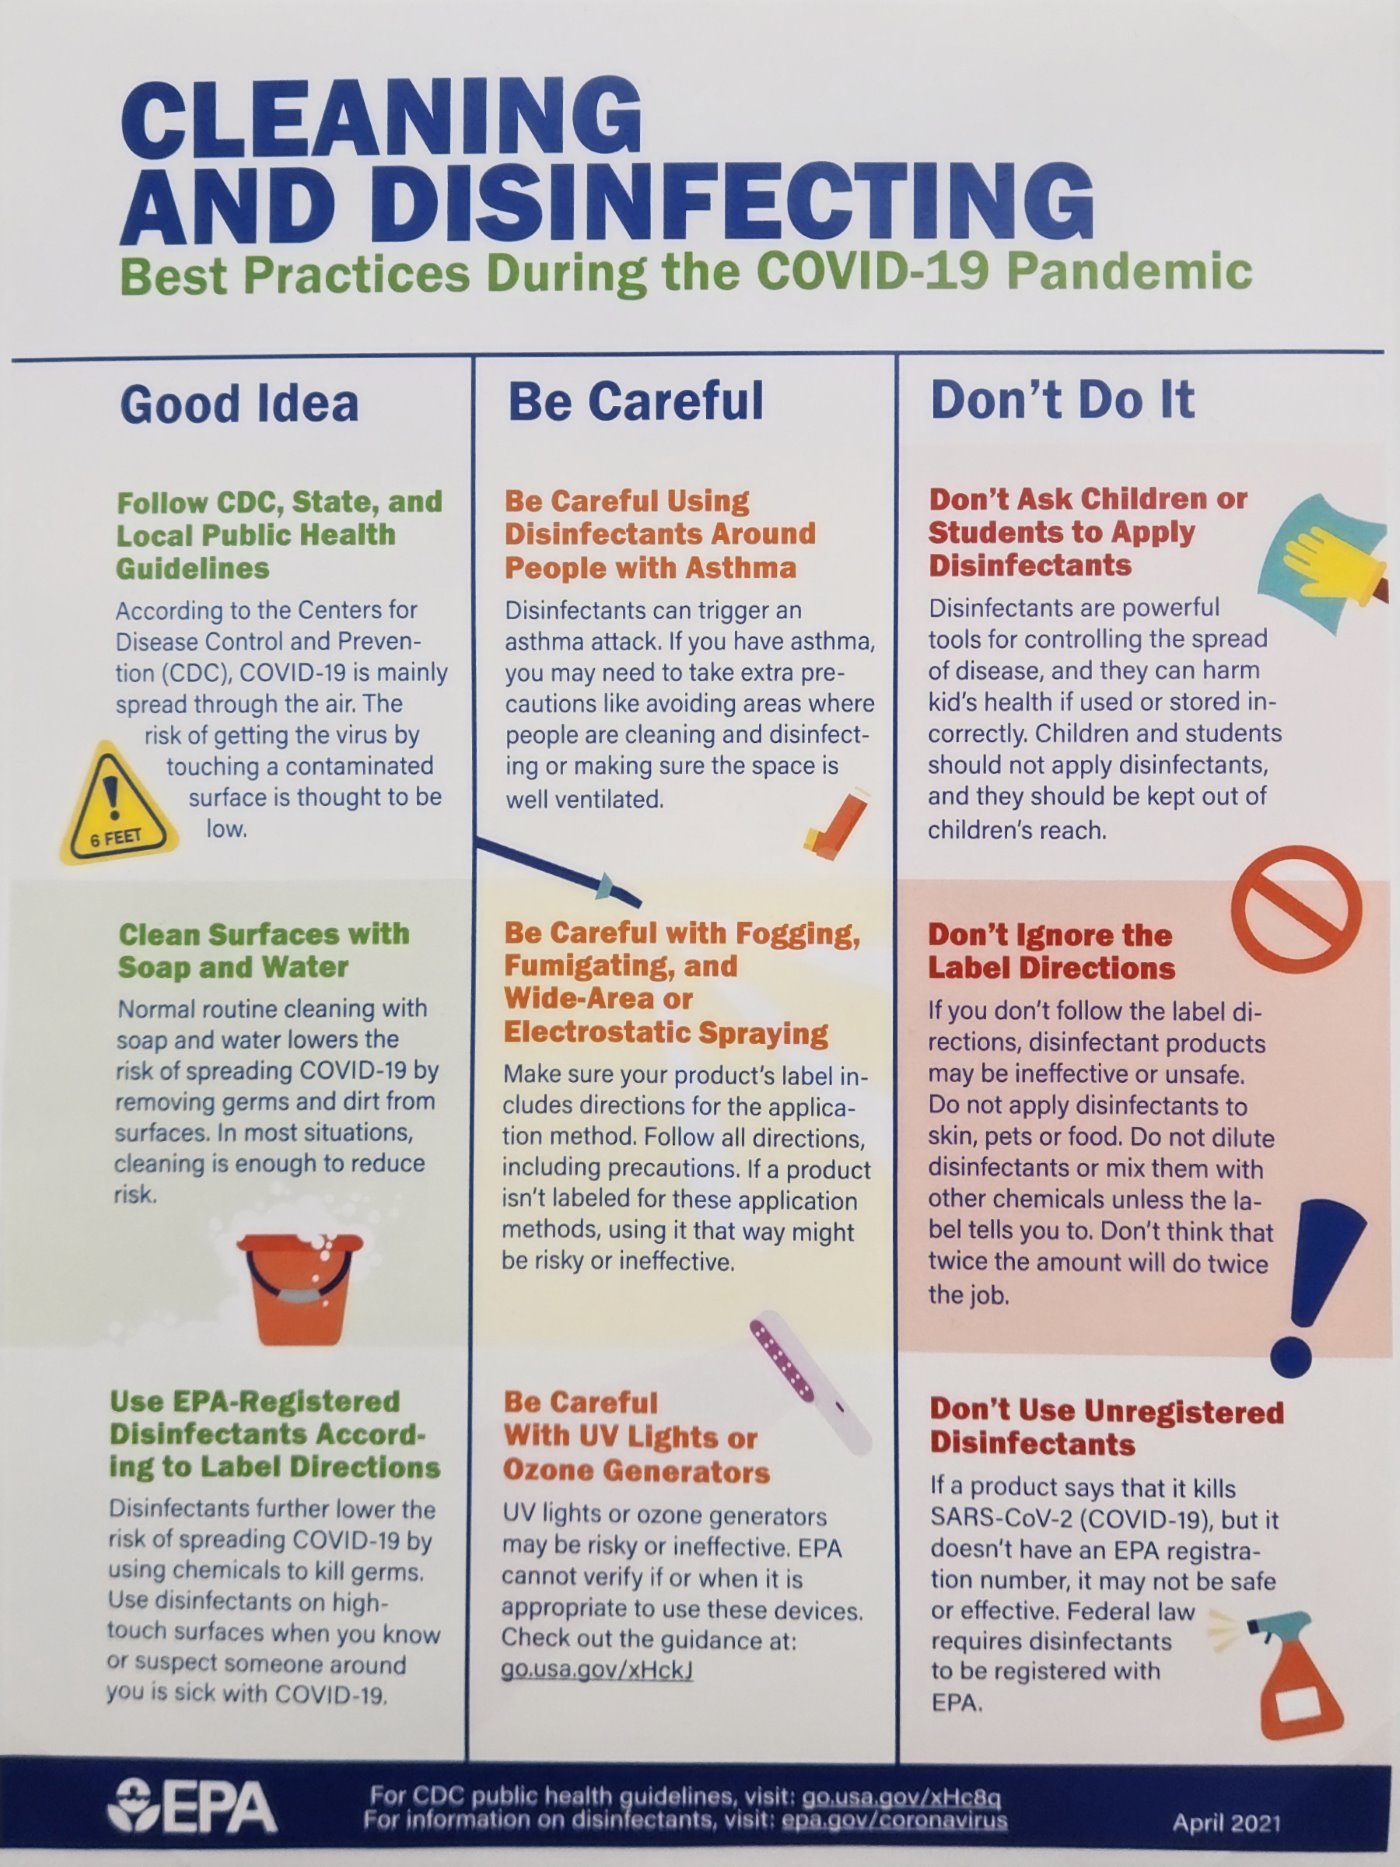 CLEANING
AND DISINFECTING
Best Practices During the COVID-19 Pandemic
Good Idea
Follow CDC, State, and
Local Public Health
Guidelines
According to the Centers for
Disease Control and Preven-
tion (CDC), COVID-19 is mainly
spread through the air. The
risk of getting the virus by
touching a contaminated
surface is thought to be
low.
6 FEET
Clean Surfaces with
Soap and Water
Normal routine cleaning with
soap and water lowers the
risk of spreading COVID-19 by
removing germs and dirt from
surfaces. In most situations,
cleaning is enough to reduce
risk.
Use EPA-Registered
Disinfectants Accord-
ing to Label Directions
Disinfectants further lower the
risk of spreading COVID-19 by
using chemicals to kill germs.
Use disinfectants on high-
touch surfaces when you know
or suspect someone around
you is sick with COVID-19.
Be Careful
Be Careful Using
Disinfectants Around
People with Asthma
Disinfectants can trigger an
asthma attack. If you have asthma,
you may need to take extra pre-
cautions like avoiding areas where
people are cleaning and disinfect-
ing or making sure the space is
well ventilated.
Be Careful with Fogging,
Fumigating, and
Wide-Area or
Electrostatic Spraying
Make sure your product's label in-
cludes directions for the applica-
tion method. Follow all directions,
including precautions. If a product
isn't labeled for these application
methods, using it that way might
be risky or ineffective.
Be Careful
With UV Lights or
Ozone Generators
UV lights or ozone generators
may be risky or ineffective. EPA
cannot verify if or when it is
appropriate to use these devices.
Check out the guidance at:
go.usa.gov/xHckJ
Don't Do It
Don't Ask Children or
Students to Apply
Disinfectants
Disinfectants are powerful
tools for controlling the spread
of disease, and they can harm
kid's health if used or stored in-
correctly. Children and students
should not apply disinfectants,
and they should be kept out of
children's reach.
Don't Ignore the
Label Directions
If you don't follow the label di-
rections, disinfectant products
may be ineffective or unsafe.
Do not apply disinfectants to
skin, pets or food. Do not dilute
disinfectants or mix them with
other chemicals unless the la-
bel tells you to. Don't think that
twice the amount will do twice
the job.
Don't Use Unregistered
Disinfectants
If a product says that it kills
SARS-CoV-2 (COVID-19), but it
doesn't have an EPA registra-
tion number, it may not be safe
or effective. Federal law
requires disinfectants
to be registered with
EPA.
EPA
For CDC public health guidelines, visit: go.usa.gov/xHc8q
For information on disinfectants, visit: epa.gov/coronavirus
April 2021